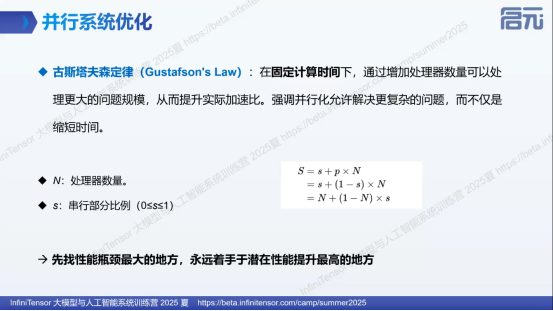 并行系统优化
启元
◆ 古斯塔夫森定律（Gustafson's Law）：在固定计算时间下，通过增加处理器数量可以处
理更大的问题规模，从而提升实际加速比。强调并行化允许解决更复杂的问题，而不仅是
缩短时间。
◆ N：处理器数量。
◆ s：串行部分比例（0≤s≤1）
S = s + p × N
= s + (1 − s) × N
= N + (1 − N) × s
→ 先找性能瓶颈最大的地方，永远着手于潜在性能提升最高的地方
InfiniTensor 大模型与人工智能系统训练营 2025 夏 https://beta.infinitensor.com/camp/summer2025